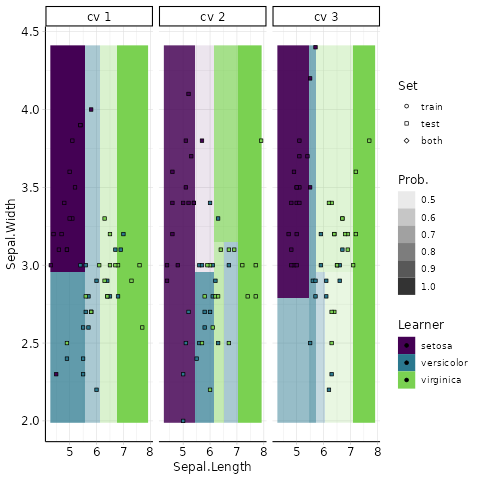 cv 1 cv 2 cv 3
4.5
4.0
3.5
3.0
2.5
2.0
Sepal.Width
5 6 7 8 5 6 7 8 5 6 7 8
Sepal.Length
Set
train
test
both
Prob.
0.5
0.6
0.7
0.8
0.9
1.0
Learner
setosa
versicolor
virginica